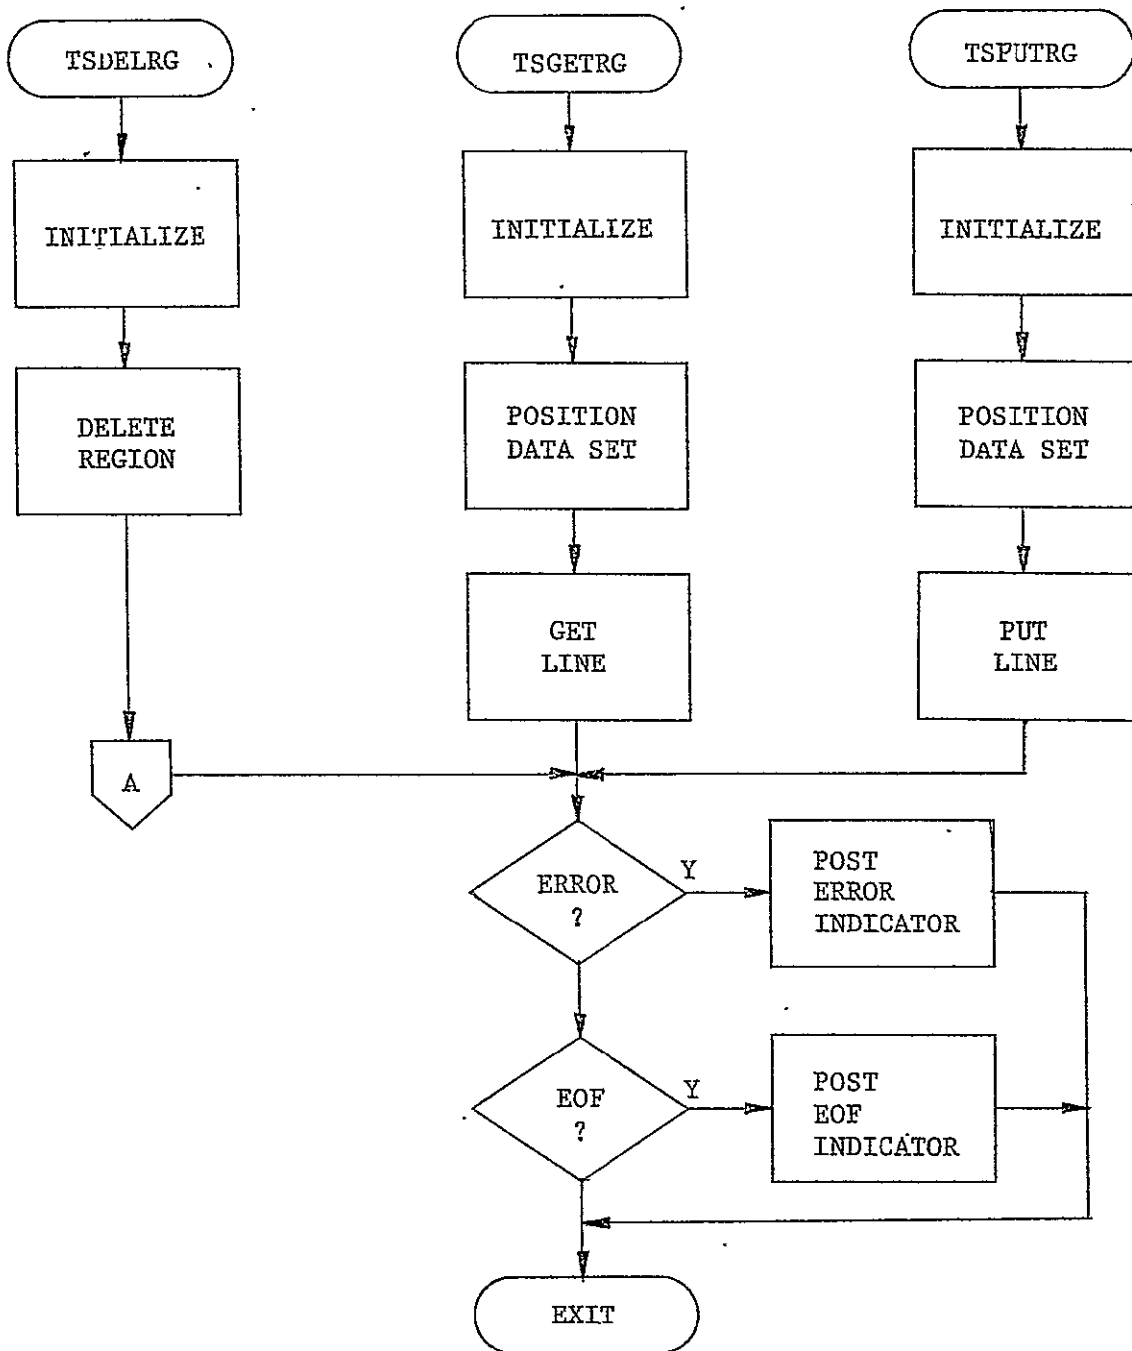 TSDELRG
TSGETRG
TSPUTRG
INITIALIZE
INITIALIZE
INITIALIZE
DELETE
REGION
POSITION
DATA SET
POSITION
DATA SET
GET
LINE
PUT
LINE
A
ERROR
?
Y
POST
ERROR
INDICATOR
EOF
?
Y
POST
EOF
INDICATOR
EXIT